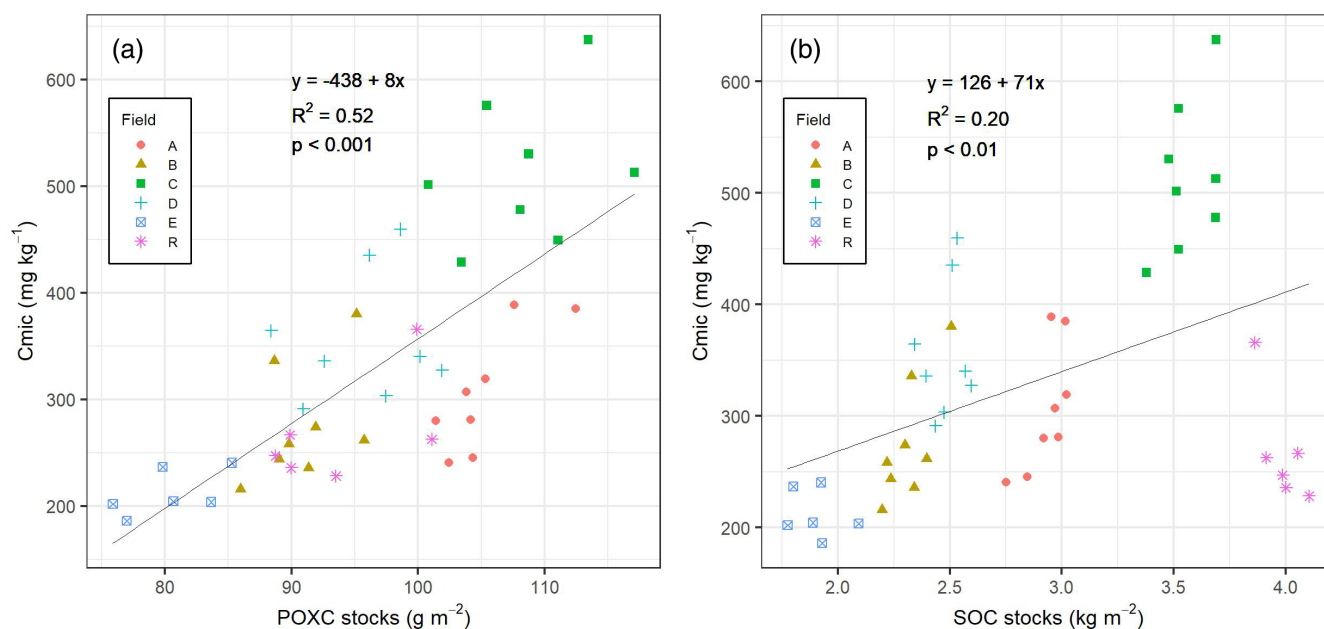 (a)
y = -438 + 8x
R² = 0.52
p < 0.001
Field
A
B
C
D
E
R
600
500
400
300
200
Cmic (mg kg⁻¹)
80 90 100 110
POXC stocks (g m⁻²)
(b)
y = 126 + 71x
R² = 0.20
p < 0.01
Field
A
B
C
D
E
R
600
500
400
300
200
Cmic (mg kg⁻¹)
2.0 2.5 3.0 3.5 4.0
SOC stocks (kg m⁻²)